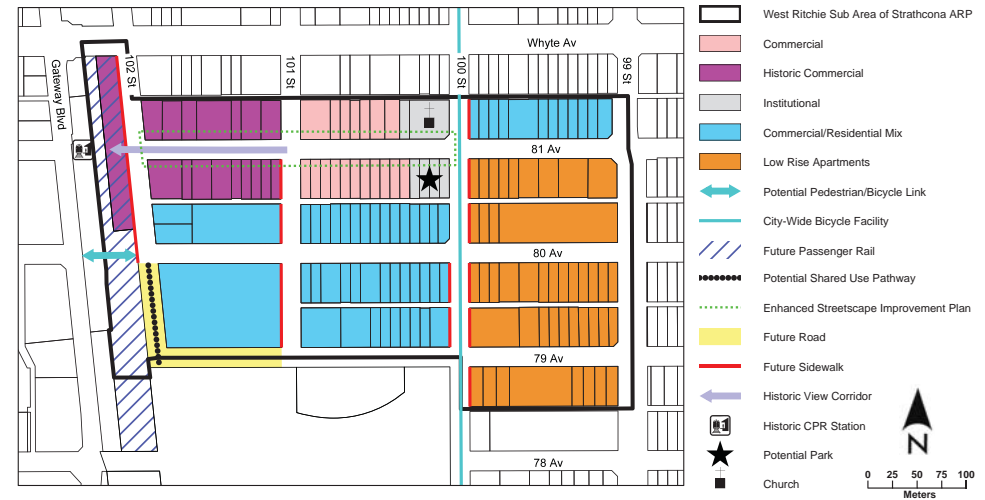 Whyte Av
Gateway Blvd
102 St
101 St
100 St
99 St
81 Av
80 Av
79 Av
78 Av
West Ritchie Sub Area of Strathcona ARP
Commercial
Historic Commercial
Institutional
Commercial/Residential Mix
Low Rise Apartments
Potential Pedestrian/Bicycle Link
City-Wide Bicycle Facility
Future Passenger Rail
Potential Shared Use Pathway
Enhanced Streetscape Improvement Plan
Future Road
Future Sidewalk
Historic View Corridor
Historic CPR Station
Potential Park
Church
N
0 25 50 75 100
Meters